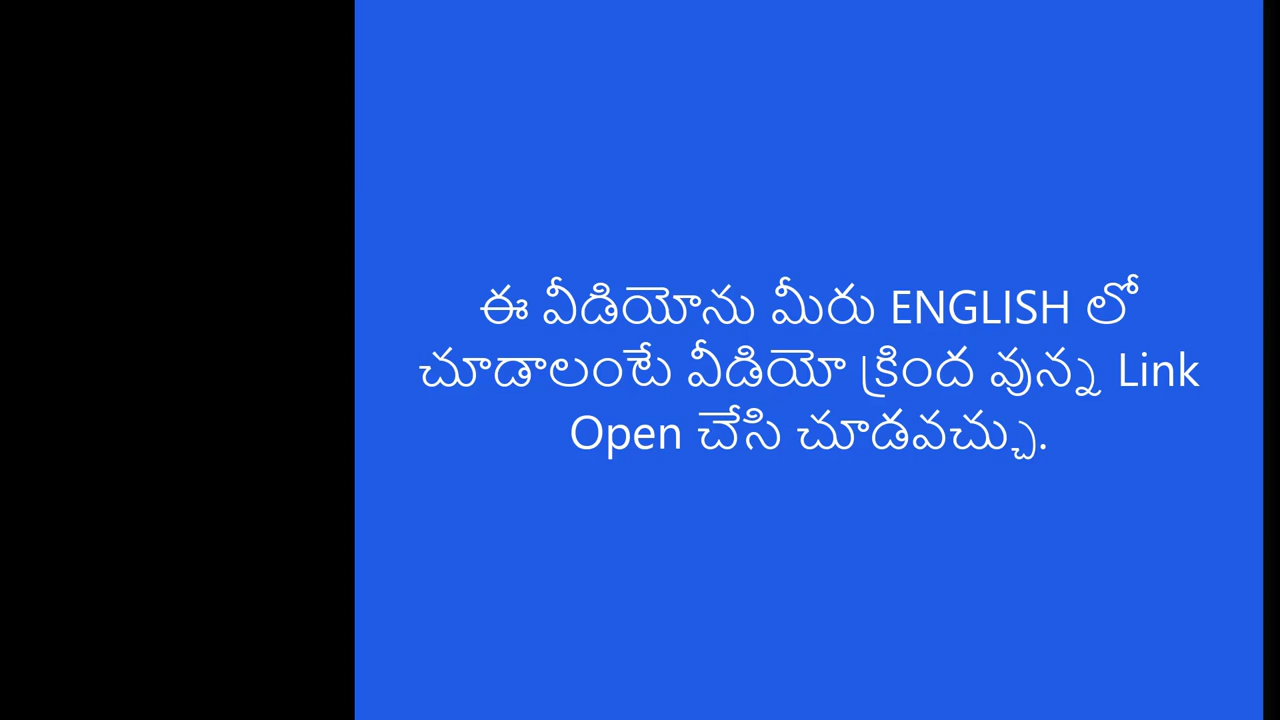 ఈ వీడియోను మీరు ENGLISH లో
చూడాలంటే వీడియో క్రింద వున్న Link
Open చేసి చూడవచ్చు.